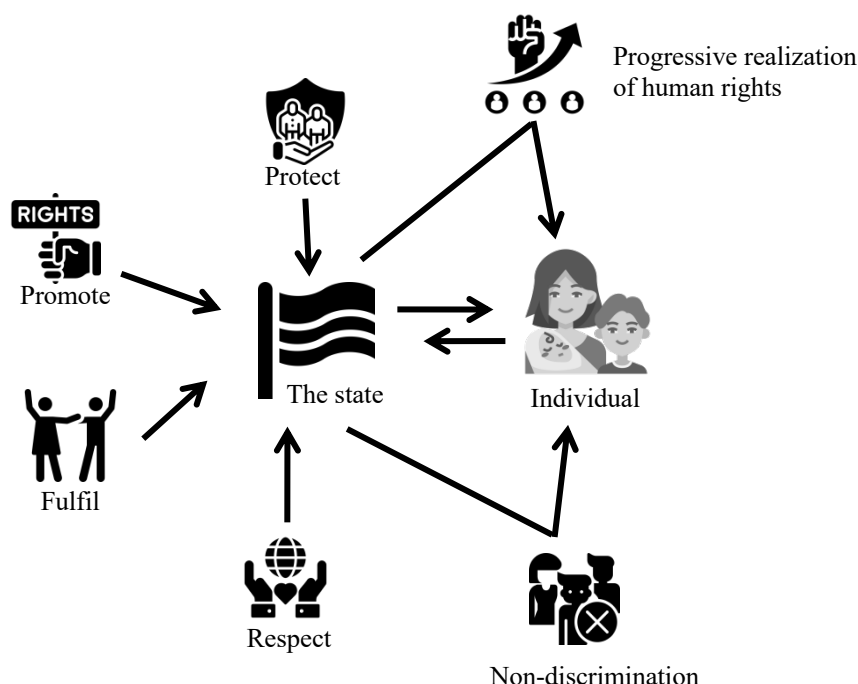 Progressive realization
of human rights
Protect
RIGHTS
Promote
The state
Individual
Fulfil
Respect
Non-discrimination